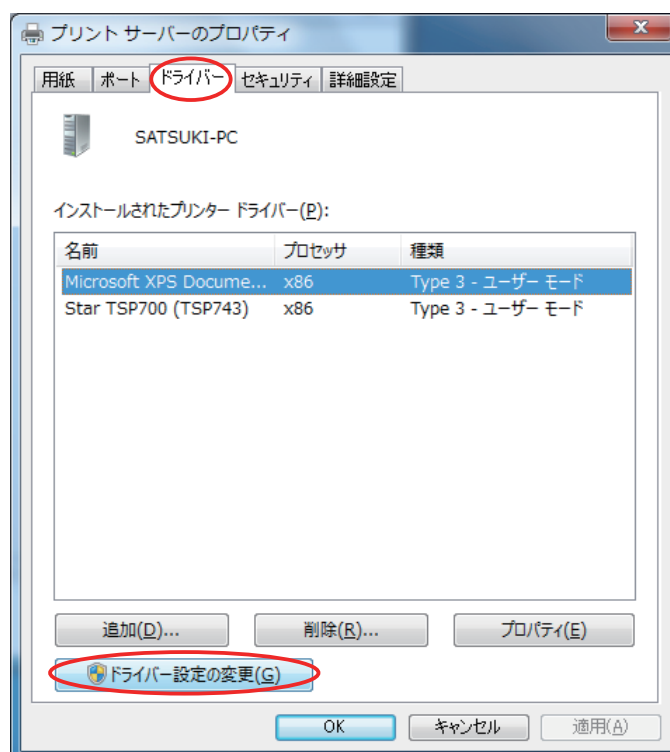 プリント サーバーのプロパティ
用紙 ポート ドライバー セキュリティ 詳細設定
SATSUKI-PC
インストールされたプリンター ドライバー(P):
名前 プロセッサ 種類
Microsoft XPS Docume... x86 Type 3 - ユーザー モード
Star TSP700 (TSP743) x86 Type 3 - ユーザー モード
追加(D)... 削除(R)... プロパティ(E)
ドライバー設定の変更(G)
OK キャンセル 適用(A)